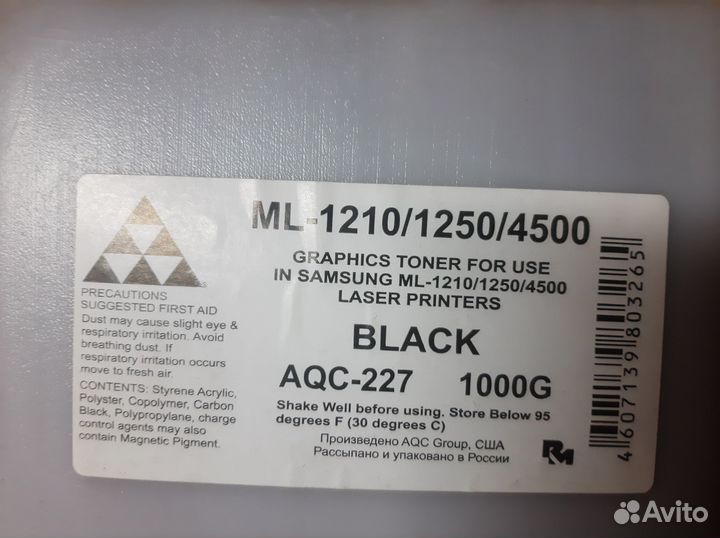 ML-1210/1250/4500
GRAPHICS TONER FOR USE
IN SAMSUNG ML-1210/1250/4500
LASER PRINTERS
BLACK
AQC-227 1000G
Shake Well before using. Store Below 95
degrees F (30 degrees C)
Произведено AQC Group, США
Рассыпано и упаковано в России
PRECAUTIONS
SUGGESTED FIRST AID
Dust may cause slight eye &
respiratory irritation. Avoid
breathing dust. If
respiratory irritation occurs
move to fresh air.
CONTENTS: Styrene Acrylic,
Polyster, Copolymer, Carbon
Black, Polypropylane, charge
control agents may also
contain Magnetic Pigment.
RM
4607139803265
Avito